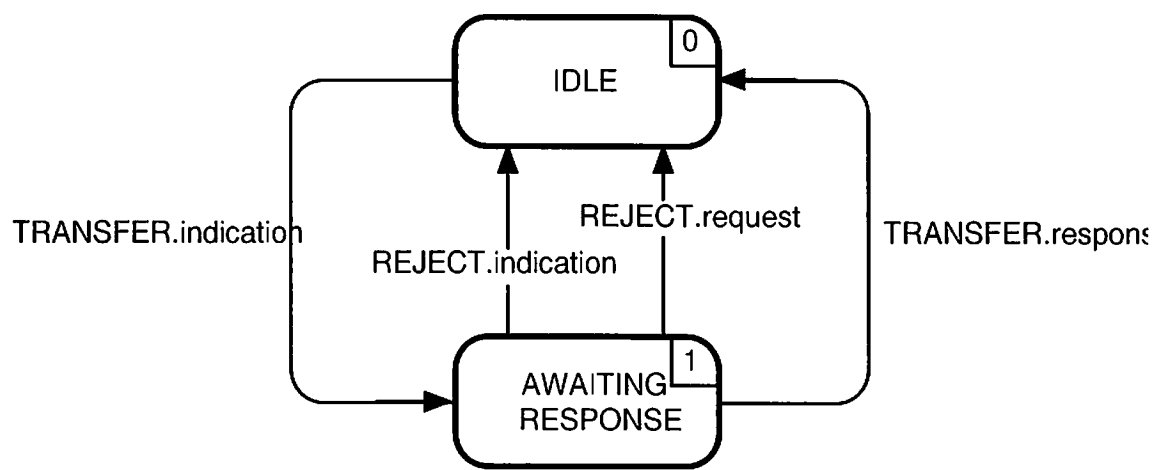 0
IDLE
REJECT.request
TRANSFER.indication
TRANSFER.respons
REJECT.indication
1
AWAITING
RESPONSE